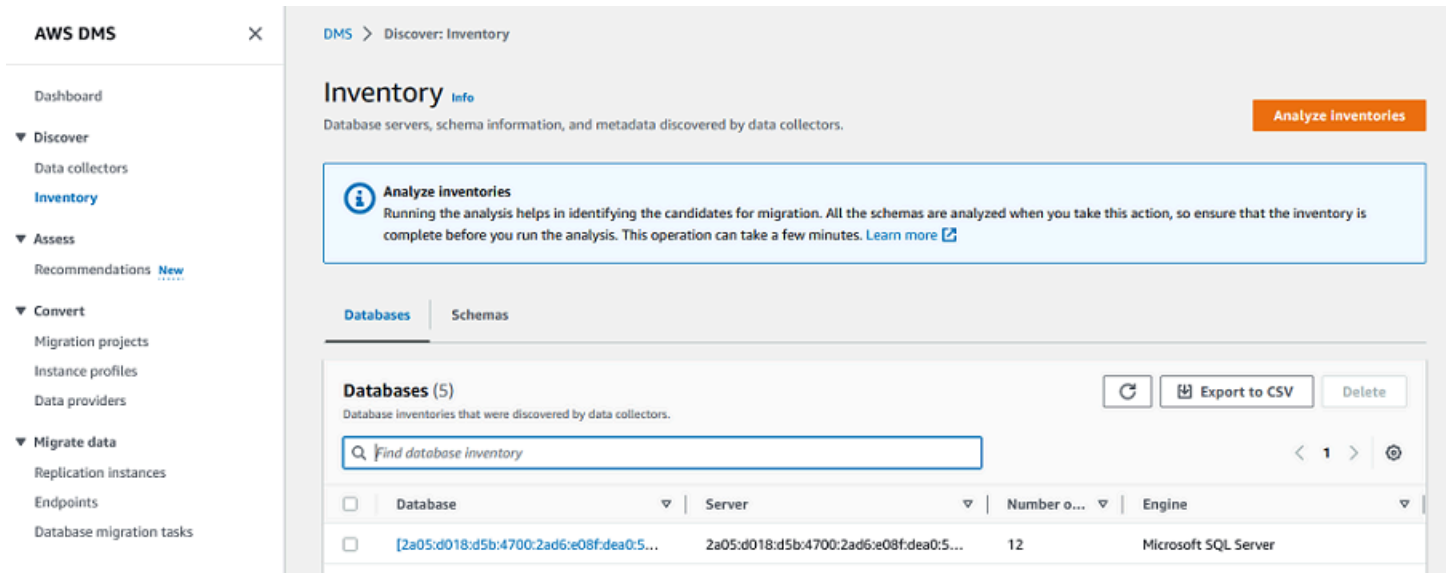 AWS DMS
Dashboard
Discover
Data collectors
Inventory
Assess
Recommendations New
Convert
Migration projects
Instance profiles
Data providers
Migrate data
Replication instances
Endpoints
Database migration tasks
DMS > Discover: Inventory
Inventory Info
Database servers, schema information, and metadata discovered by data collectors.
Analyze inventories
Analyze inventories
Running the analysis helps in identifying the candidates for migration. All the schemas are analyzed when you take this action, so ensure that the inventory is
complete before you run the analysis. This operation can take a few minutes. Learn more
Databases Schemas
Databases (5)
Database inventories that were discovered by data collectors.
Export to CSV Delete
Find database inventory
< 1 >
Database Server Number o... Engine
[2a05:d018:d5b:4700:2ad6:e08f:dea0:5... 2a05:d018:d5b:4700:2ad6:e08f:dea0:5... 12 Microsoft SQL Server